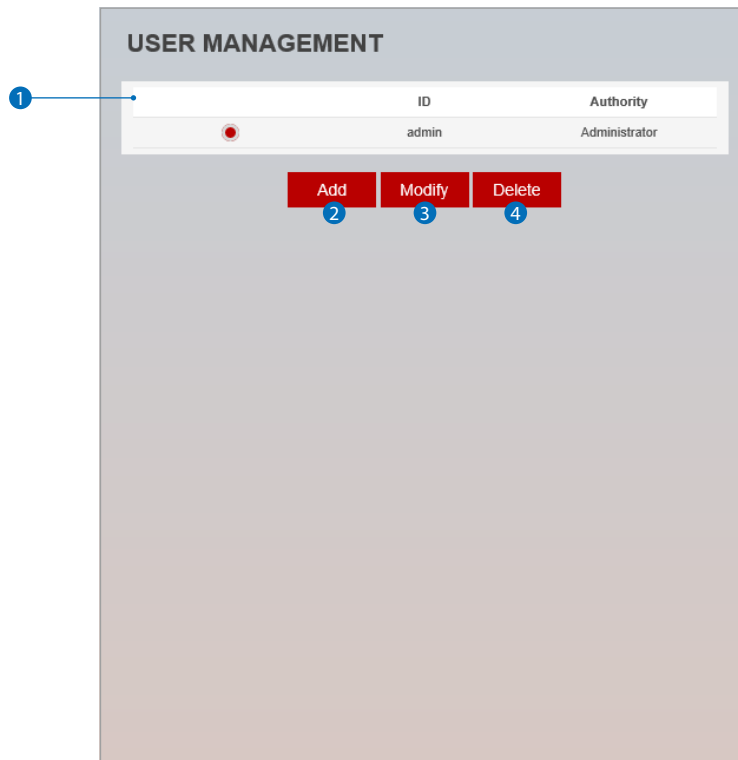 USER MANAGEMENT
1
ID Authority
admin Administrator
Add Modify Delete
2 3 4